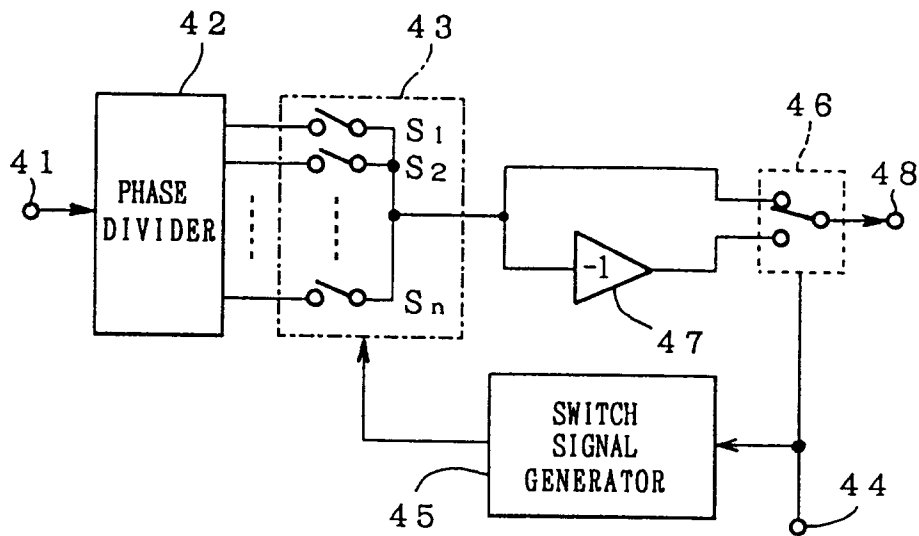 42
43
46
41
48
PHASE
DIVIDER
S1
S2
Sn
-1
47
SWITCH
SIGNAL
GENERATOR
45
44